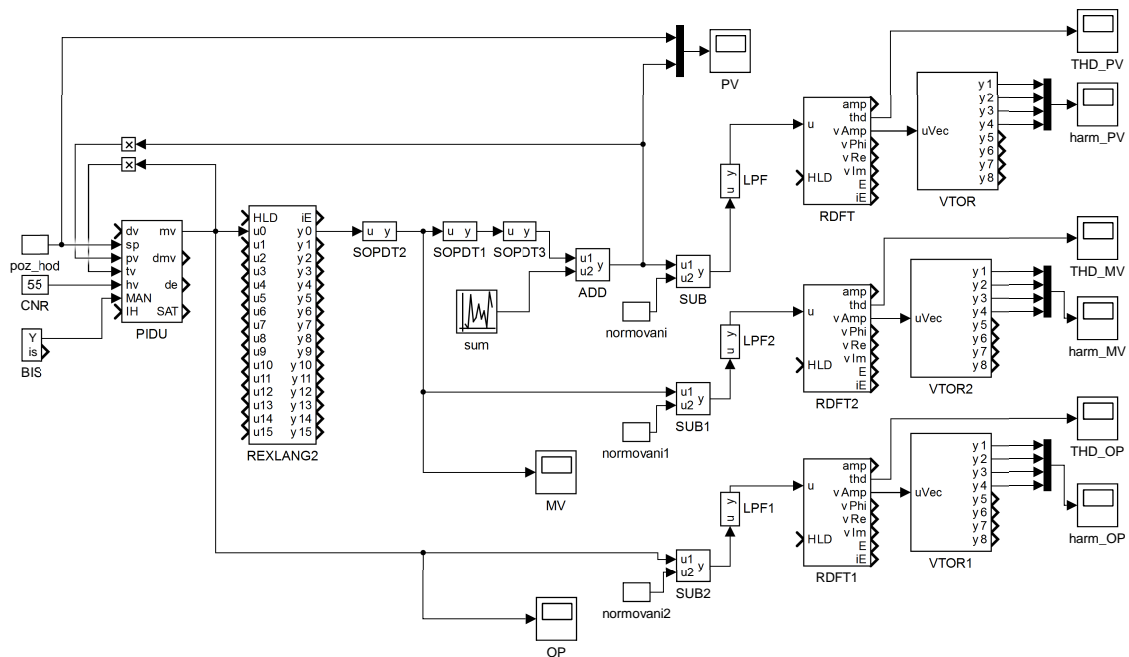 PV
poz_hod
55
CNR
Y
is
BIS
dv mv
sp
pv dmv
tv
hv de
MAN
IH SAT
PIDU
HLD iE
u0 y0
u1 y1
u2 y2
u3 y3
u4 y4
u5 y5
u6 y6
u7 y7
u8 y8
u9 y9
u10 y10
u11 y11
u12 y12
u13 y13
u14 y14
u15 y15
REXLANG2
u y
SOPDT2
u y
SOPDT1
u y
SOPDT3
sum
u1
u2 y
ADD
u1
u2 y
SUB
normovani
u y
LPF
u1
u2 y
SUB1
normovani1
u y
LPF2
MV
u1
u2 y
SUB2
normovani2
u y
LPF1
OP
amp
thd
u vAmp
vPhi
vRe
HLD vIm
E
iE
RDFT
y1
y2
y3
uVec y4
y5
y6
y7
y8
VTOR
THD_PV
harm_PV
amp
thd
u vAmp
vPhi
vRe
vIm
HLD E
iE
RDFT2
y1
y2
y3
uVec y4
y5
y6
y7
y8
VTOR2
THD_MV
harm_MV
amp
thd
u vAmp
vPhi
vRe
vIm
HLD E
iE
RDFT1
y1
y2
y3
uVec y4
y5
y6
y7
y8
VTOR1
THD_OP
harm_OP